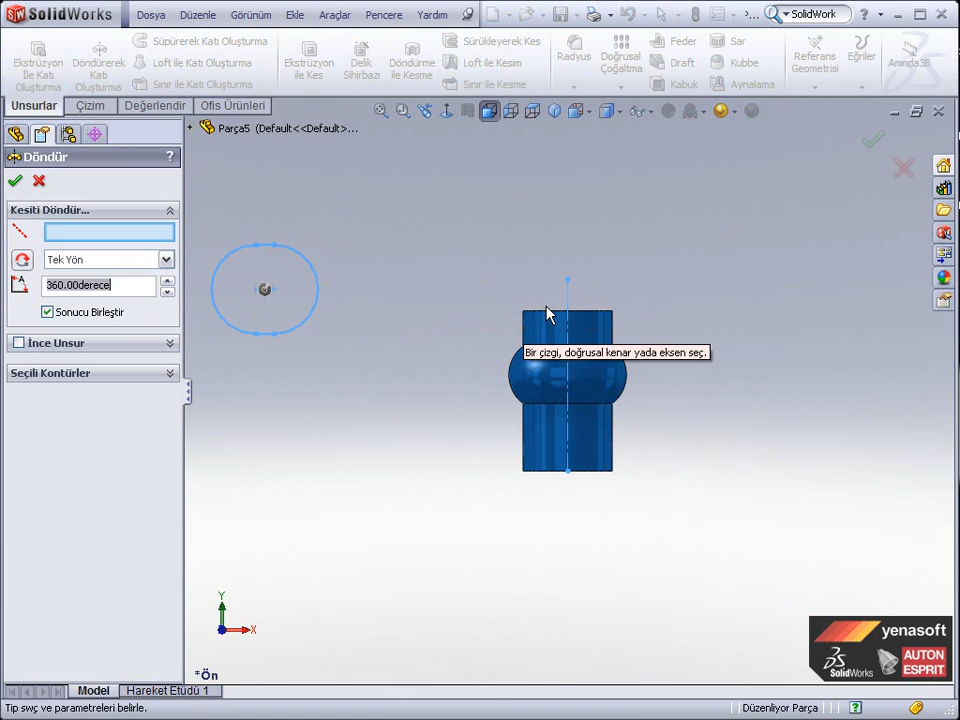 SolidWorks
Dosya Düzenle Görünüm Ekle Araçlar Pencere Yardım
... SolidWork
Ekstrüzyon İle Katı Oluşturma
Döndürerek Katı Oluşturma
Süpürerek Katı Oluşturma
Loft ile Katı Oluşturma
Sınır ile Katı Oluşturma
Ekstrüzyon ile Kes
Delik Sihirbazi
Döndürme ile Kesme
Sürükleyerek Kes
Loft ile Kesim
Sınır ile Kesme
Radyus
Doğrusal Çoğaltma
Feder
Draft
Kabuk
Sar
Kubbe
Aynalama
Referans Geometrisi
Eğriler
Anında3B
Unsurlar Çizim Değerlendir Ofis Ürünleri
Parça5 (Default<<Default>...
Döndür ?
Kesiti Döndür...
Tek Yön
360.00derece
Sonucu Birleştir
İnce Unsur
Seçili Kontürler
Bir çizgi, doğrusal kenar yada eksen seç.
Y
X
*Ön
yenasoft
SolidWorks
AUTON
ESPRIT
Model Hareket Etüdü 1
Tip swç ve parametreleri belirle.
Düzenliyor Parça